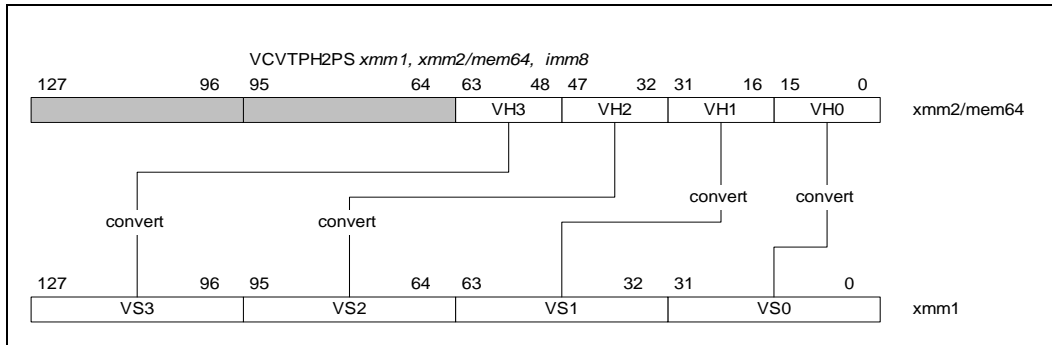 VCVTPH2PS xmm1, xmm2/mem64, imm8
127 96 95 64 63 48 47 32 31 16 15 0
VH3 VH2 VH1 VH0 xmm2/mem64
convert convert
convert convert
127 96 95 64 63 32 31 0
VS3 VS2 VS1 VS0 xmm1